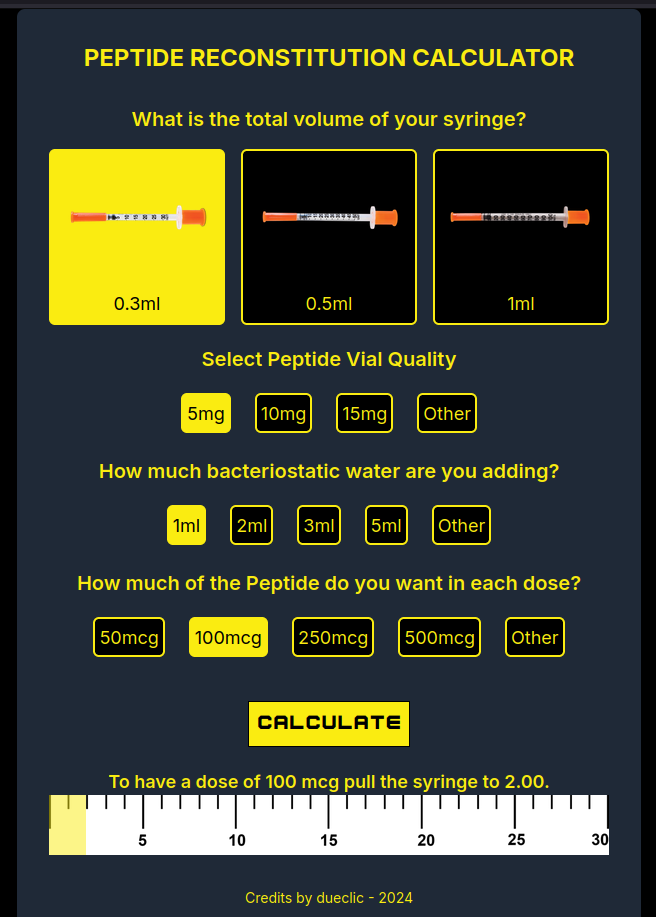 PEPTIDE RECONSTITUTION CALCULATOR
What is the total volume of your syringe?
0.3ml 0.5ml 1ml
Select Peptide Vial Quality
5mg 10mg 15mg Other
How much bacteriostatic water are you adding?
1ml 2ml 3ml 5ml Other
How much of the Peptide do you want in each dose?
50mcg 100mcg 250mcg 500mcg Other
CALCULATE
To have a dose of 100 mcg pull the syringe to 2.00.
5 10 15 20 25 30
Credits by dueclic - 2024